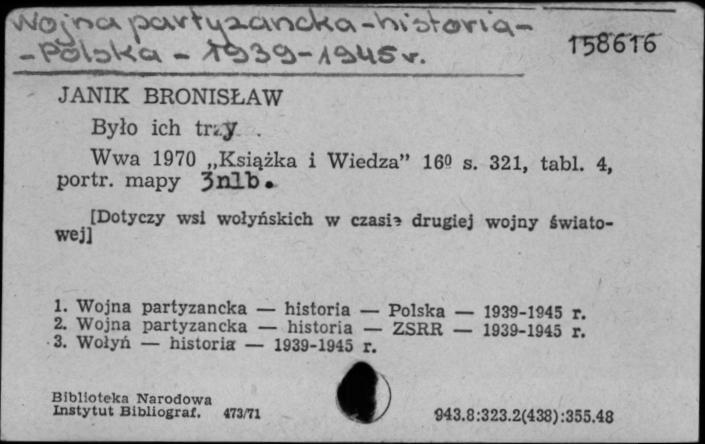 Wojna partyzancka - historia -
- Polska - 1939-1945 r.
158616
JANIK BRONISŁAW
Było ich trzy.
Wwa 1970 „Książka i Wiedza” 16⁰ s. 321, tabl. 4,
portr. mapy 3nlb.
[Dotyczy wsi wołyńskich w czasie drugiej wojny świato-
wej]
1. Wojna partyzancka — historia — Polska — 1939-1945 r.
2. Wojna partyzancka — historia — ZSRR — 1939-1945 r.
3. Wołyń — historia — 1939-1945 r.
Biblioteka Narodowa
Instytut Bibliograf. 473/71
943.8:323.2(438):355.48